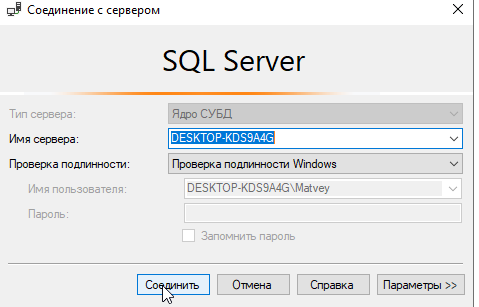 Соединение с сервером
SQL Server
Тип сервера: Ядро СУБД
Имя сервера: DESKTOP-KDS9A4G
Проверка подлинности: Проверка подлинности Windows
Имя пользователя: DESKTOP-KDS9A4G\Matvey
Пароль:
Запомнить пароль
Соединить Отмена Справка Параметры >>